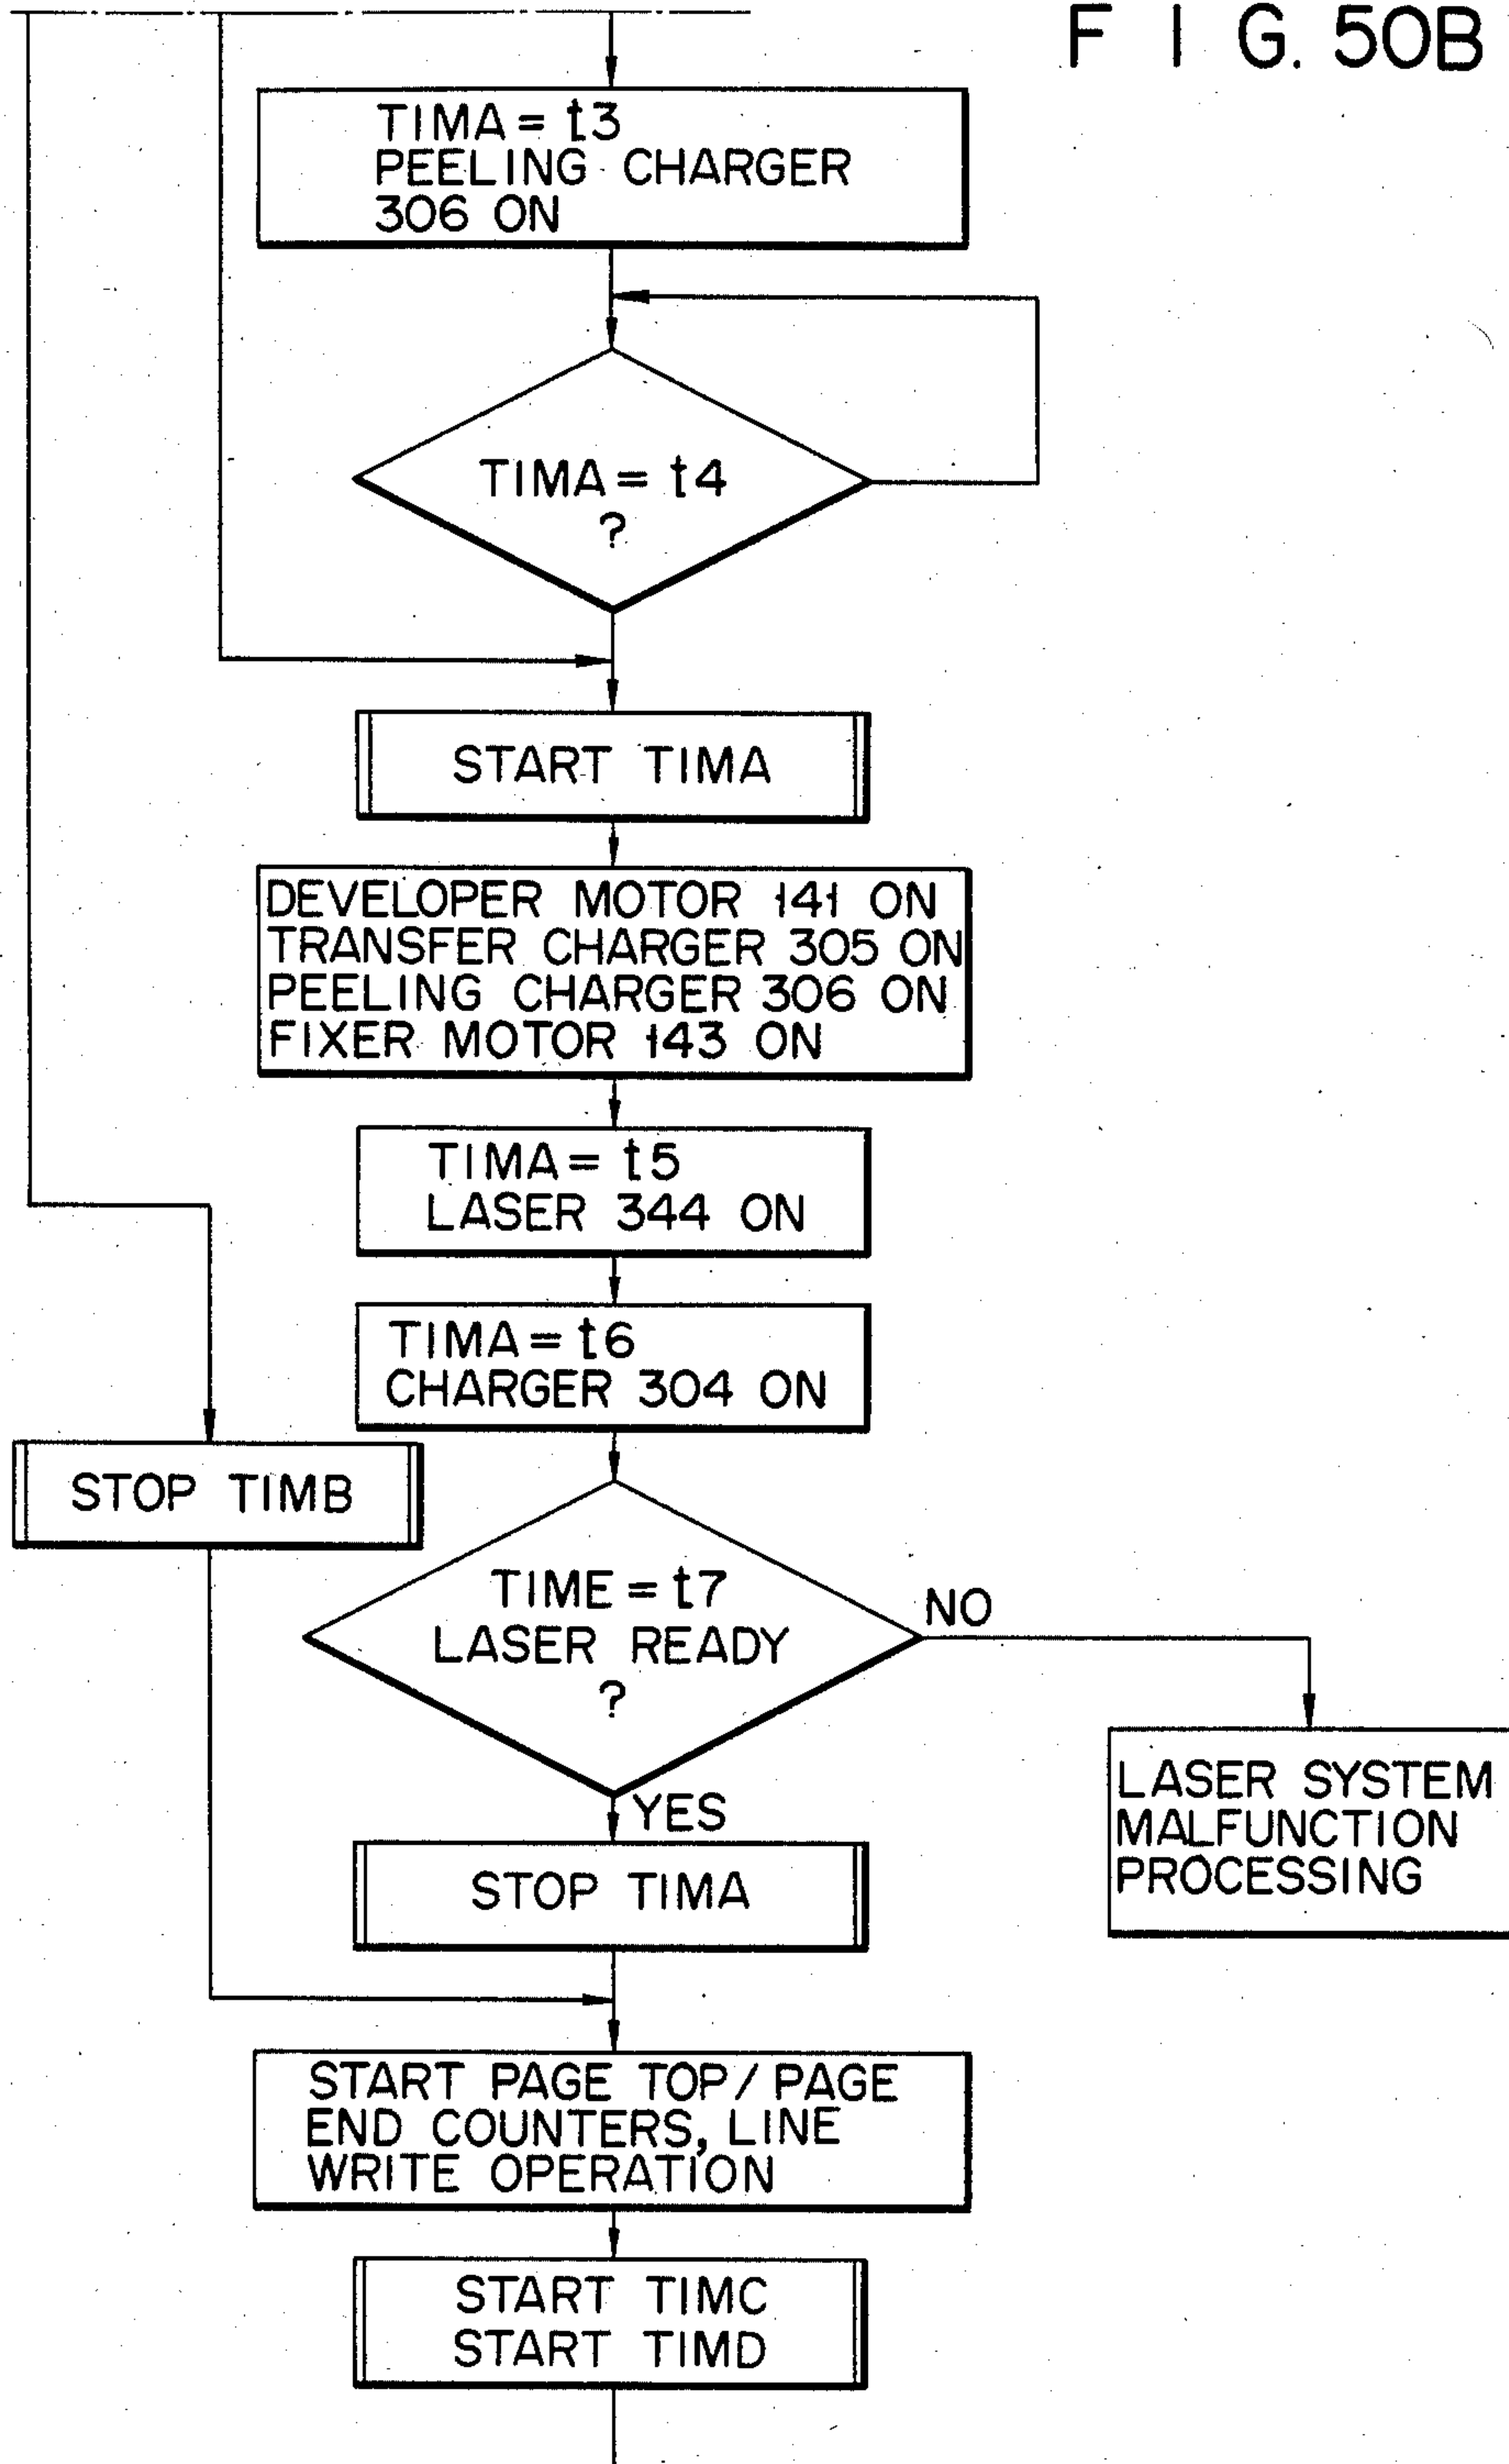 F I G. 50B
TIMA = t3
PEELING CHARGER
306 ON
TIMA = t4
?
START TIMA
DEVELOPER MOTOR 141 ON
TRANSFER CHARGER 305 ON
PEELING CHARGER 306 ON
FIXER MOTOR 143 ON
TIMA = t5
LASER 344 ON
TIMA = t6
CHARGER 304 ON
STOP TIMB
TIME = t7
LASER READY
?
NO
YES
LASER SYSTEM
MALFUNCTION
PROCESSING
STOP TIMA
START PAGE TOP/PAGE
END COUNTERS, LINE
WRITE OPERATION
START TIMC
START TIMD